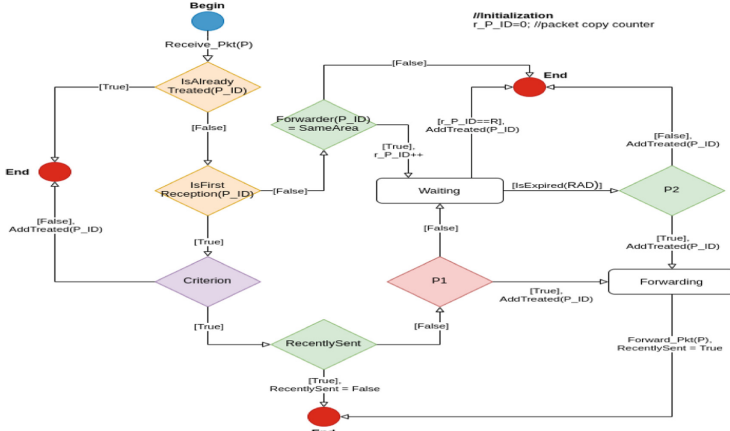 Begin
//Initialization
r_P_ID=0; //packet copy counter
Receive_Pkt(P)
[False]
End
IsAlready
Treated(P_ID)
[True]
[False]
Forwarder(P_ID)
= SameArea
[r_P_ID==R],
AddTreated(P_ID)
[True],
r_P_ID++
[False],
AddTreated(P_ID)
End
IsFirst
Reception(P_ID)
[False]
Waiting
[IsExpired(RAD)]
P2
[False],
AddTreated(P_ID)
[True]
[False]
[True],
AddTreated(P_ID)
Criterion
P1
[True],
AddTreated(P_ID)
Forwarding
[True]
[False]
RecentlySent
Forward_Pkt(P),
RecentlySent = True
[True],
RecentlySent = False